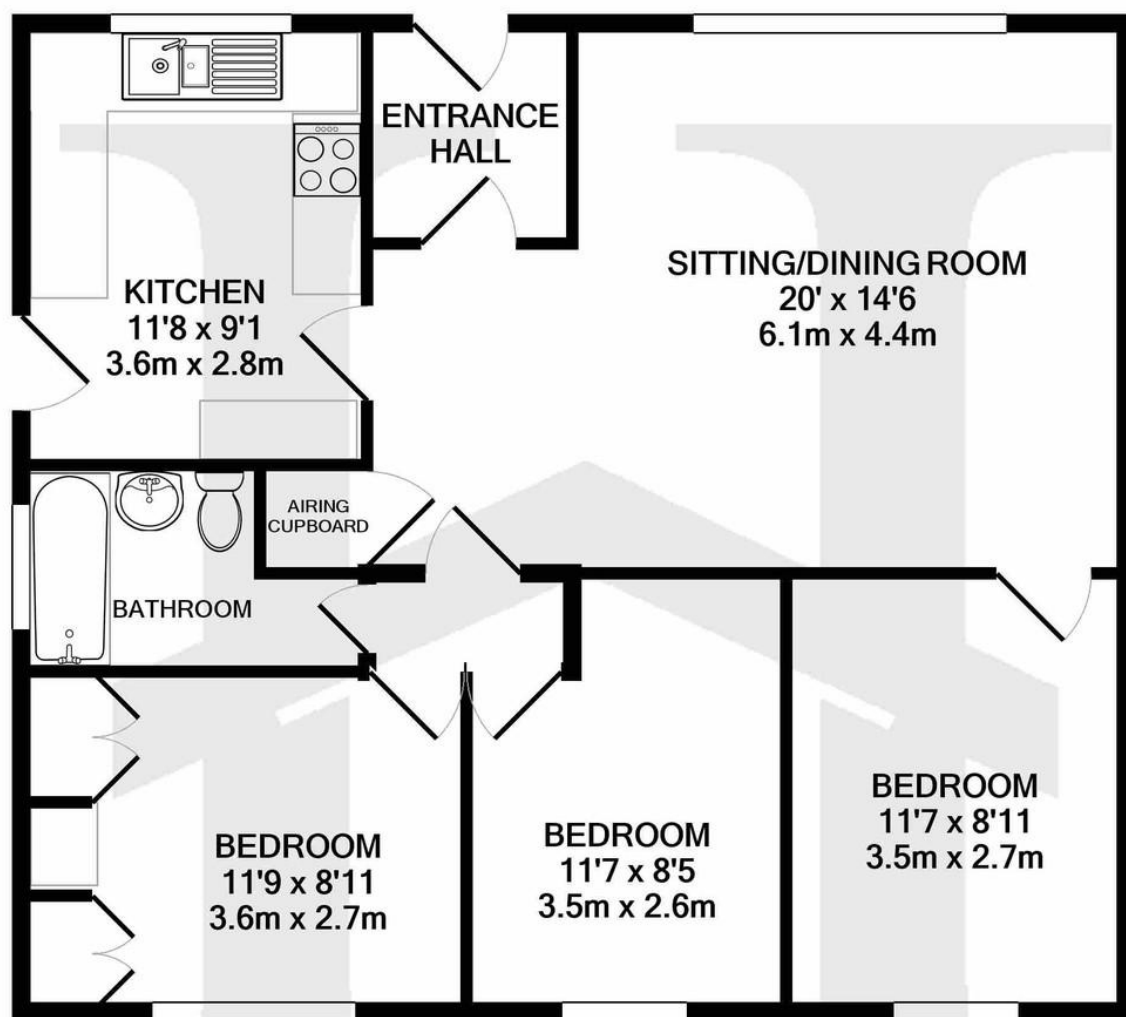 ENTRANCE
HALL
KITCHEN
11'8 x 9'1
3.6m x 2.8m
SITTING/DINING ROOM
20' x 14'6
6.1m x 4.4m
AIRING
CUPBOARD
BATHROOM
BEDROOM
11'9 x 8'11
3.6m x 2.7m
BEDROOM
11'7 x 8'5
3.5m x 2.6m
BEDROOM
11'7 x 8'11
3.5m x 2.7m